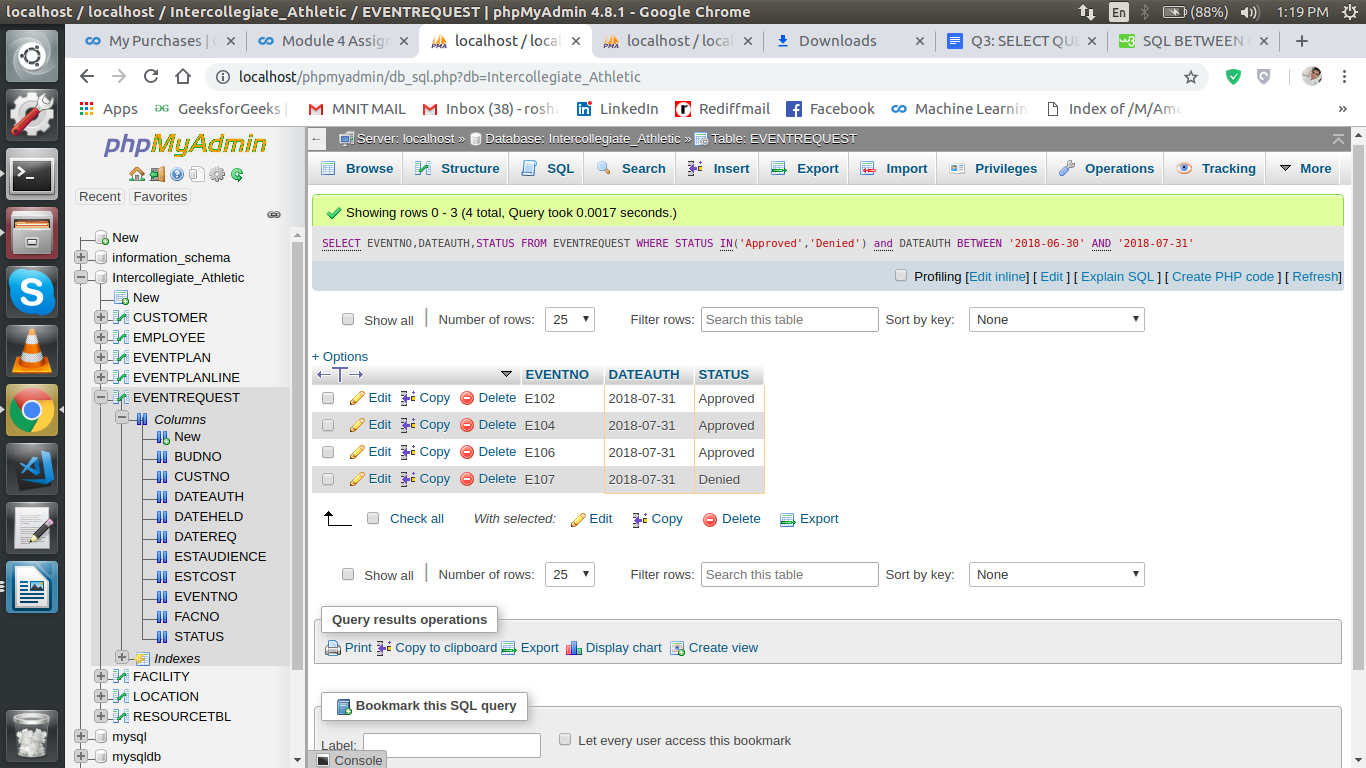 localhost / localhost / Intercollegiate_Athletic / EVENTREQUEST | phpMyAdmin 4.8.1 - Google Chrome
En
(88%)
1:19 PM
My Purchases |
Module 4 Assign
localhost / local
localhost / local
Downloads
Q3: SELECT QUE
SQL BETWEEN
localhost/phpmyadmin/db_sql.php?db=Intercollegiate_Athletic
Apps
GeeksforGeeks |
MNIT MAIL
Inbox (38) - rosh
LinkedIn
Rediffmail
Facebook
Machine Learnin
Index of /M/Ame
»
phpMyAdmin
Recent
Favorites
New
information_schema
Intercollegiate_Athletic
New
CUSTOMER
EMPLOYEE
EVENTPLAN
EVENTPLANLINE
EVENTREQUEST
Columns
New
BUDNO
CUSTNO
DATEAUTH
DATEHELD
DATEREQ
ESTAUDIENCE
ESTCOST
EVENTNO
FACNO
STATUS
Indexes
FACILITY
LOCATION
RESOURCETBL
mysql
mysqldb
Server: localhost » Database: Intercollegiate_Athletic » Table: EVENTREQUEST
Browse Structure SQL Search Insert Export Import Privileges Operations Tracking More
Showing rows 0 - 3 (4 total, Query took 0.0017 seconds.)
SELECT EVENTNO,DATEAUTH,STATUS FROM EVENTREQUEST WHERE STATUS IN('Approved','Denied') and DATEAUTH BETWEEN '2018-06-30' AND '2018-07-31'
Profiling [Edit inline] [ Edit ] [ Explain SQL ] [ Create PHP code ] [ Refresh]
Show all Number of rows: 25 Filter rows: Search this table Sort by key: None
+ Options
EVENTNO DATEAUTH STATUS
Edit Copy Delete E102 2018-07-31 Approved
Edit Copy Delete E104 2018-07-31 Approved
Edit Copy Delete E106 2018-07-31 Approved
Edit Copy Delete E107 2018-07-31 Denied
Check all With selected: Edit Copy Delete Export
Show all Number of rows: 25 Filter rows: Search this table Sort by key: None
Query results operations
Print Copy to clipboard Export Display chart Create view
Bookmark this SQL query
Label: Let every user access this bookmark
Console